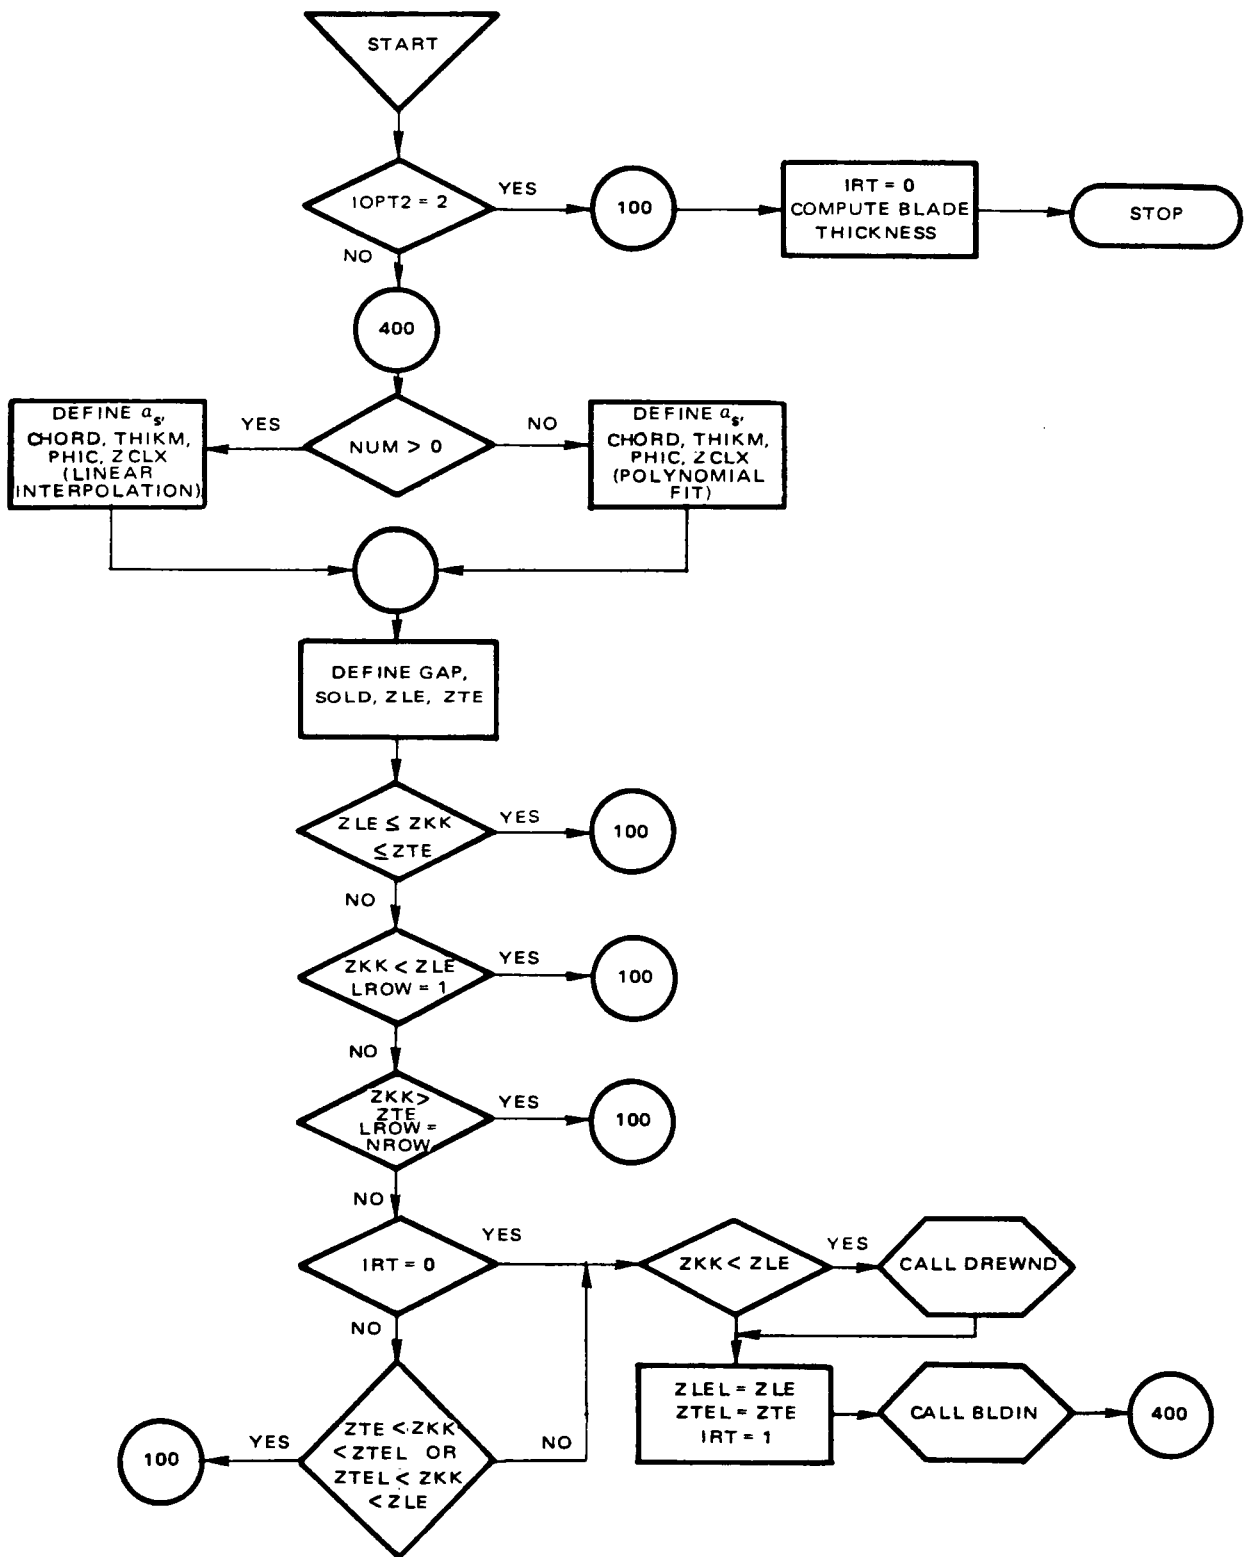 START
IOPT2 = 2
YES
100
IRT = 0
COMPUTE BLADE
THICKNESS
STOP
NO
400
DEFINE αs,
CHORD, THIKM,
PHIC, ZCLX
(LINEAR
INTERPOLATION)
YES
NUM > 0
NO
DEFINE αs,
CHORD, THIKM,
PHIC, ZCLX
(POLYNOMIAL
FIT)
DEFINE GAP,
SOLD, ZLE, ZTE
ZLE ≤ ZKK
≤ ZTE
YES
100
NO
ZKK < ZLE
LROW = 1
YES
100
NO
ZKK >
ZTE
LROW =
NROW
YES
100
NO
IRT = 0
YES
ZKK < ZLE
YES
CALL DREWND
NO
ZLEL = ZLE
ZTEL = ZTE
IRT = 1
CALL BLDIN
400
100
YES
ZTE < ZKK
< ZTEL OR
ZTEL < ZKK
< ZLE
NO